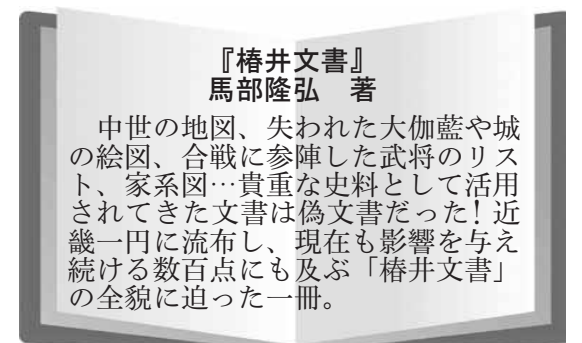 『椿井文書』
馬部隆弘　著
　中世の地図、失われた大伽藍や城
の絵図、合戦に参陣した武将のリス
ト、家系図…貴重な史料として活用
されてきた文書は偽文書だった！近
畿一円に流布し、現在も影響を与え
続ける数百点にも及ぶ「椿井文書」
の全貌に迫った一冊。